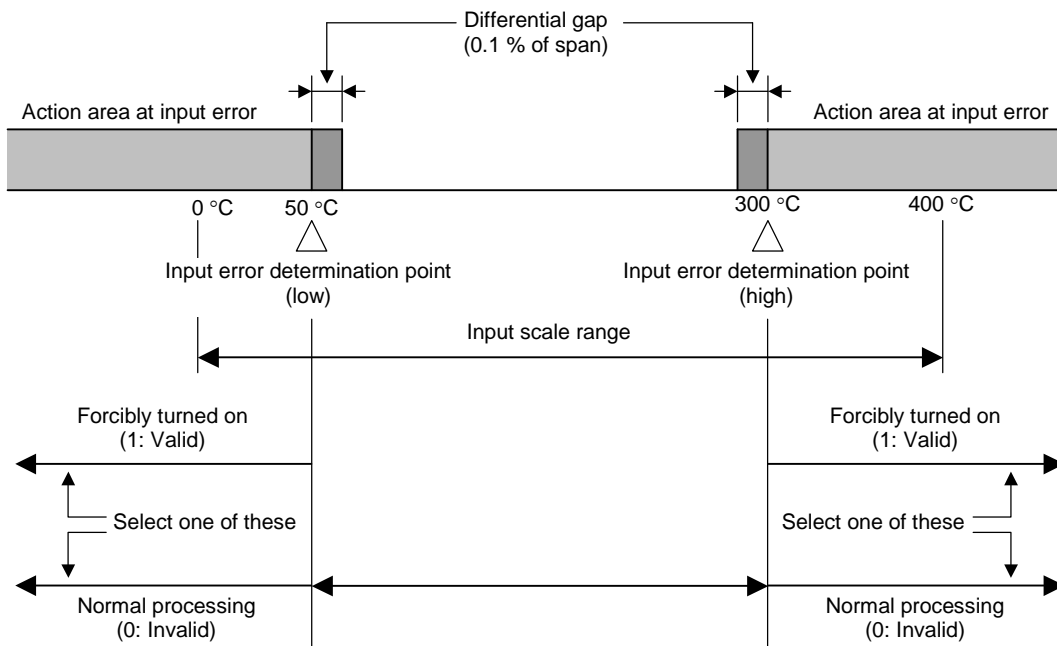 Differential gap
(0.1 % of span)
Action area at input error
Action area at input error
0 °C
50 °C
300 °C
400 °C
Input error determination point
(low)
Input error determination point
(high)
Input scale range
Forcibly turned on
(1: Valid)
Forcibly turned on
(1: Valid)
Select one of these
Select one of these
Normal processing
(0: Invalid)
Normal processing
(0: Invalid)